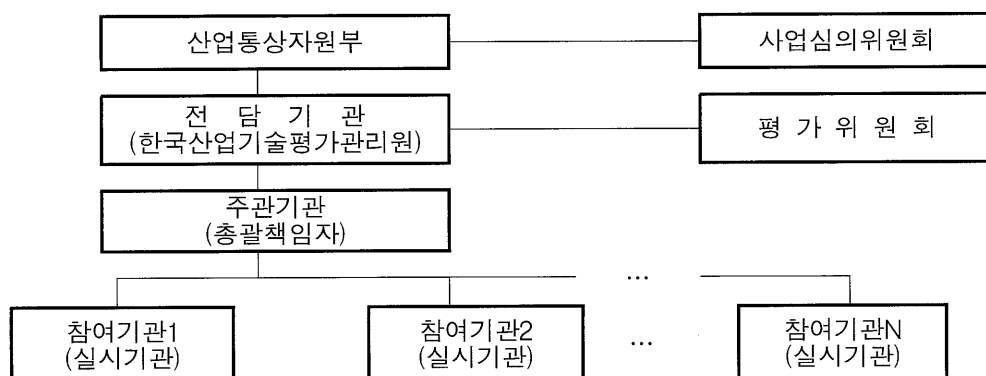 산업통상자원부
사업심의위원회
전 담 기 관
(한국산업기술평가관리원)
평 가 위 원 회
주관기관
(총괄책임자)
...
참여기관1
(실시기관)
참여기관2
(실시기관)
...
참여기관N
(실시기관)